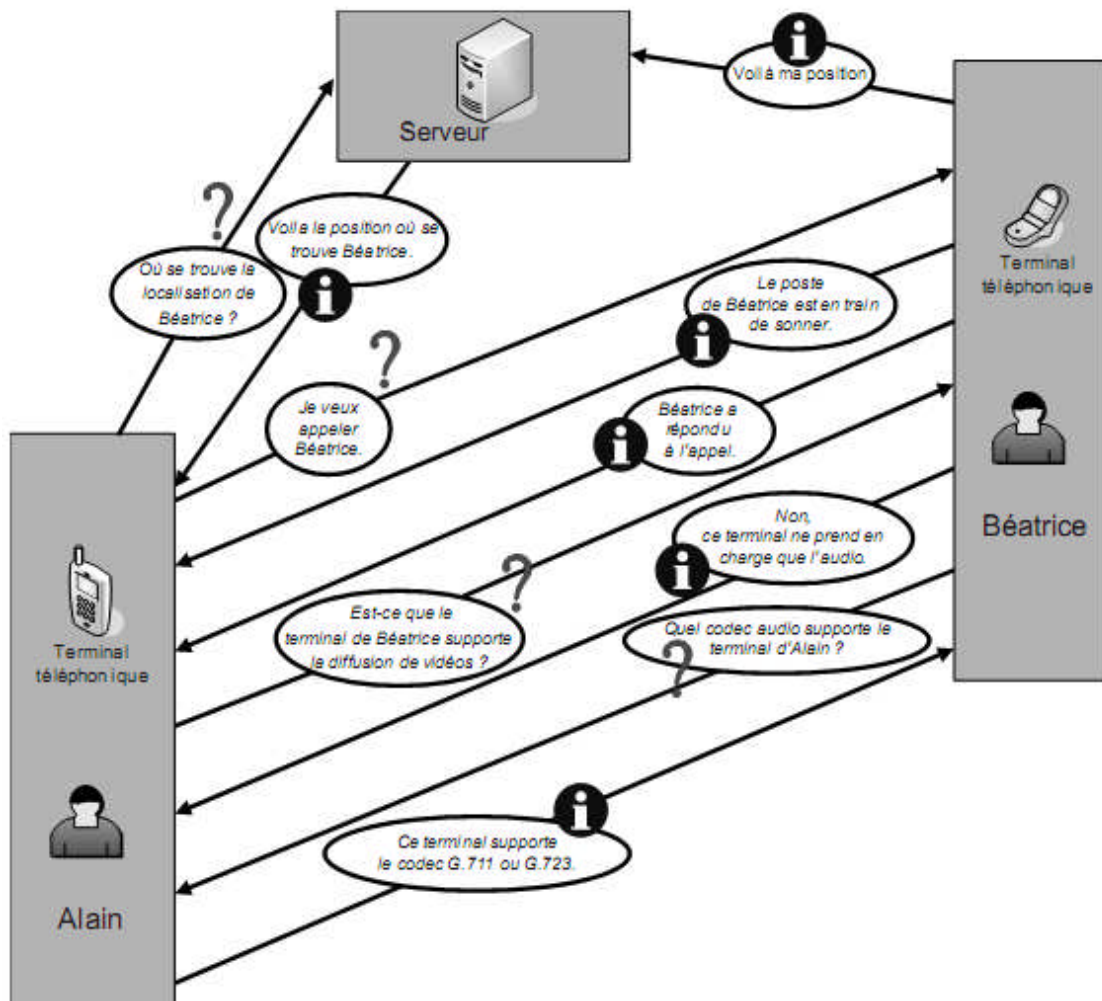 Serveur
Voilà ma position
?
Où se trouve la
localisation de
Béatrice ?
Voila la position où se
trouve Béatrice.
i
Terminal
téléphonique
Le poste
de Béatrice est en train
de sonner.
i
?
Je veux
appeler
Béatrice.
Béatrice a
répondu
à l'appel.
i
Béatrice
Non,
ce terminal ne prend en
charge que l'audio.
i
?
Est-ce que le
terminal de Béatrice supporte
la diffusion de vidéos ?
Quel codec audio supporte le
terminal d'Alain ?
?
Terminal
téléphonique
i
Ce terminal supporte
le codec G.711 ou G.723.
Alain
i